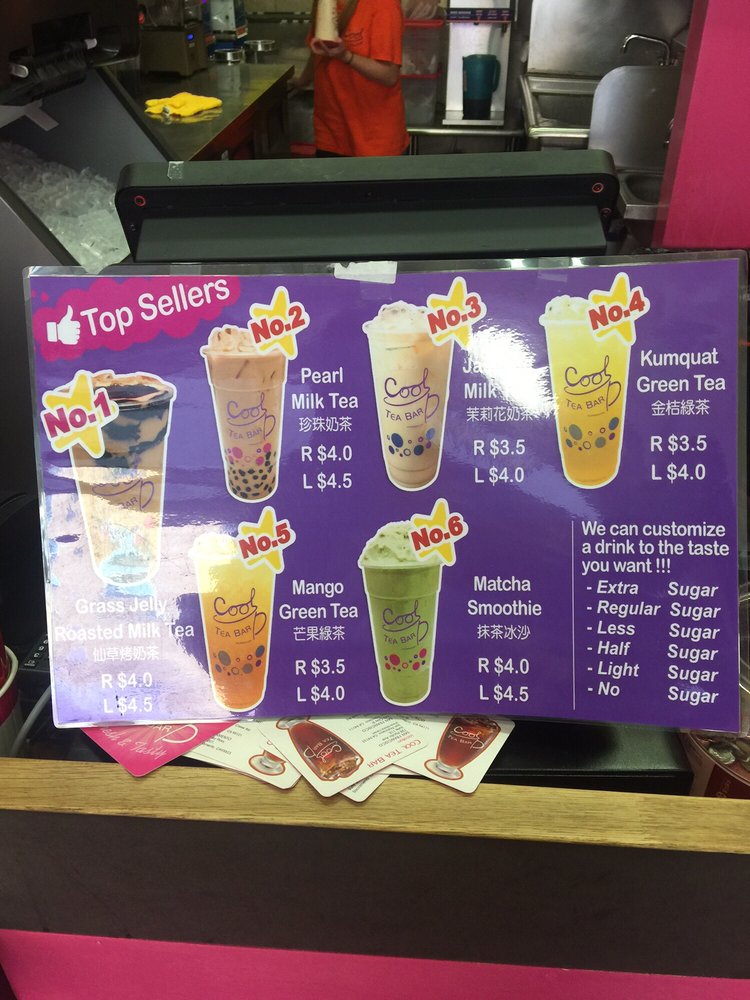 Top Sellers
No.1
Grass Jelly
Roasted Milk Tea
仙草烤奶茶
R $4.0
L $4.5
No.2
Pearl
Milk Tea
珍珠奶茶
R $4.0
L $4.5
Cool
TEA BAR
No.3
Milk
茉莉花奶茶
R $3.5
L $4.0
Cool
TEA BAR
No.4
Kumquat
Green Tea
金桔綠茶
R $3.5
L $4.0
Cool
TEA BAR
No.5
Mango
Green Tea
芒果綠茶
R $3.5
L $4.0
Cool
TEA BAR
No.6
Matcha
Smoothie
抹茶冰沙
R $4.0
L $4.5
Cool
TEA BAR
We can customize
a drink to the taste
you want !!!
- Extra Sugar
- Regular Sugar
- Less Sugar
- Half Sugar
- Light Sugar
- No Sugar
COOL TEA BAR